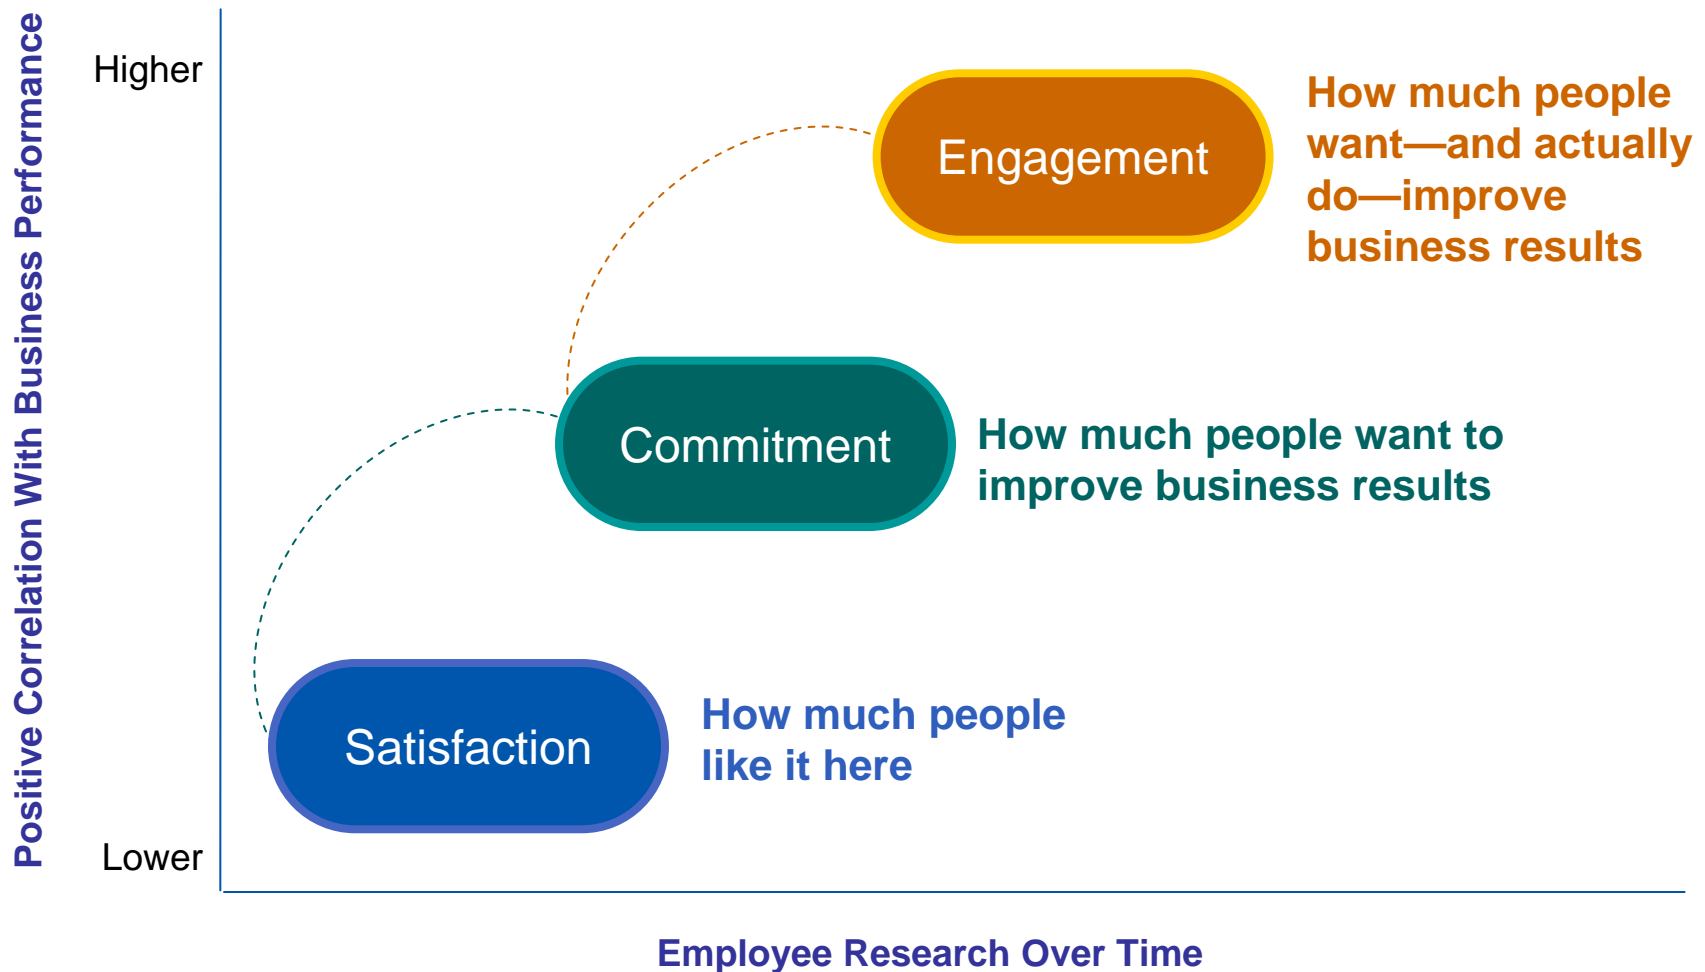 Positive Correlation With Business Performance
Higher
Engagement
How much people
want—and actually
do—improve
business results
Commitment
How much people want to
improve business results
Satisfaction
How much people
like it here
Lower
Employee Research Over Time